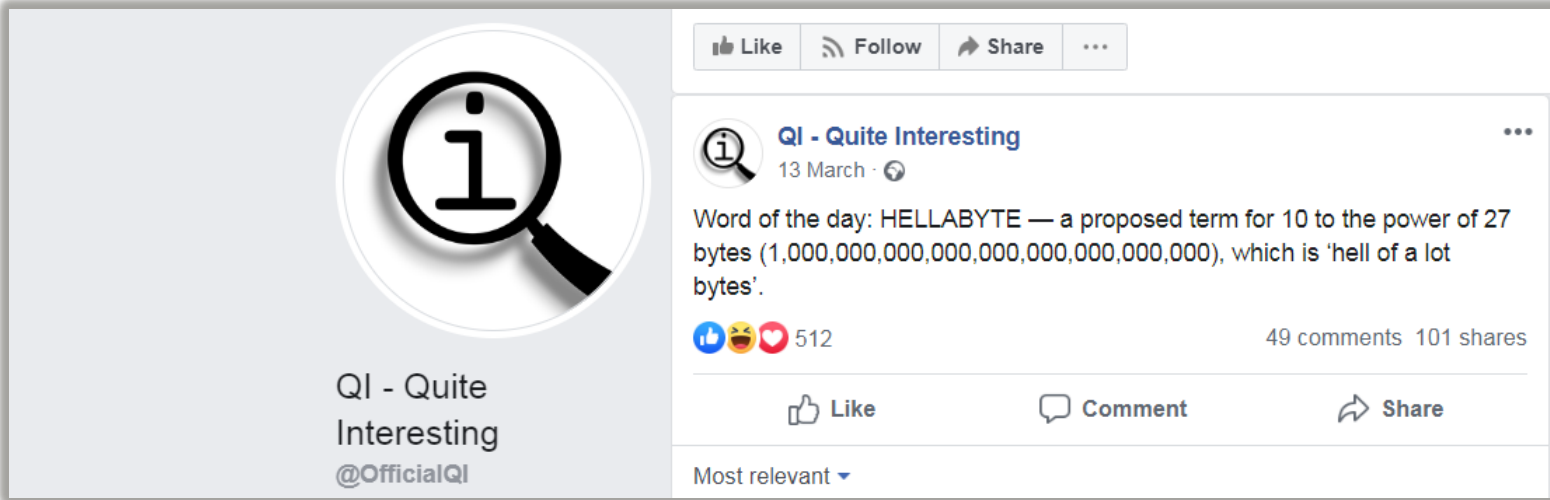 Like Follow Share ...
QI - Quite Interesting
13 March ·
Word of the day: HELLABYTE — a proposed term for 10 to the power of 27
bytes (1,000,000,000,000,000,000,000,000,000), which is 'hell of a lot
bytes'.
512 49 comments 101 shares
Like Comment Share
Most relevant
i
QI - Quite
Interesting
@OfficialQI